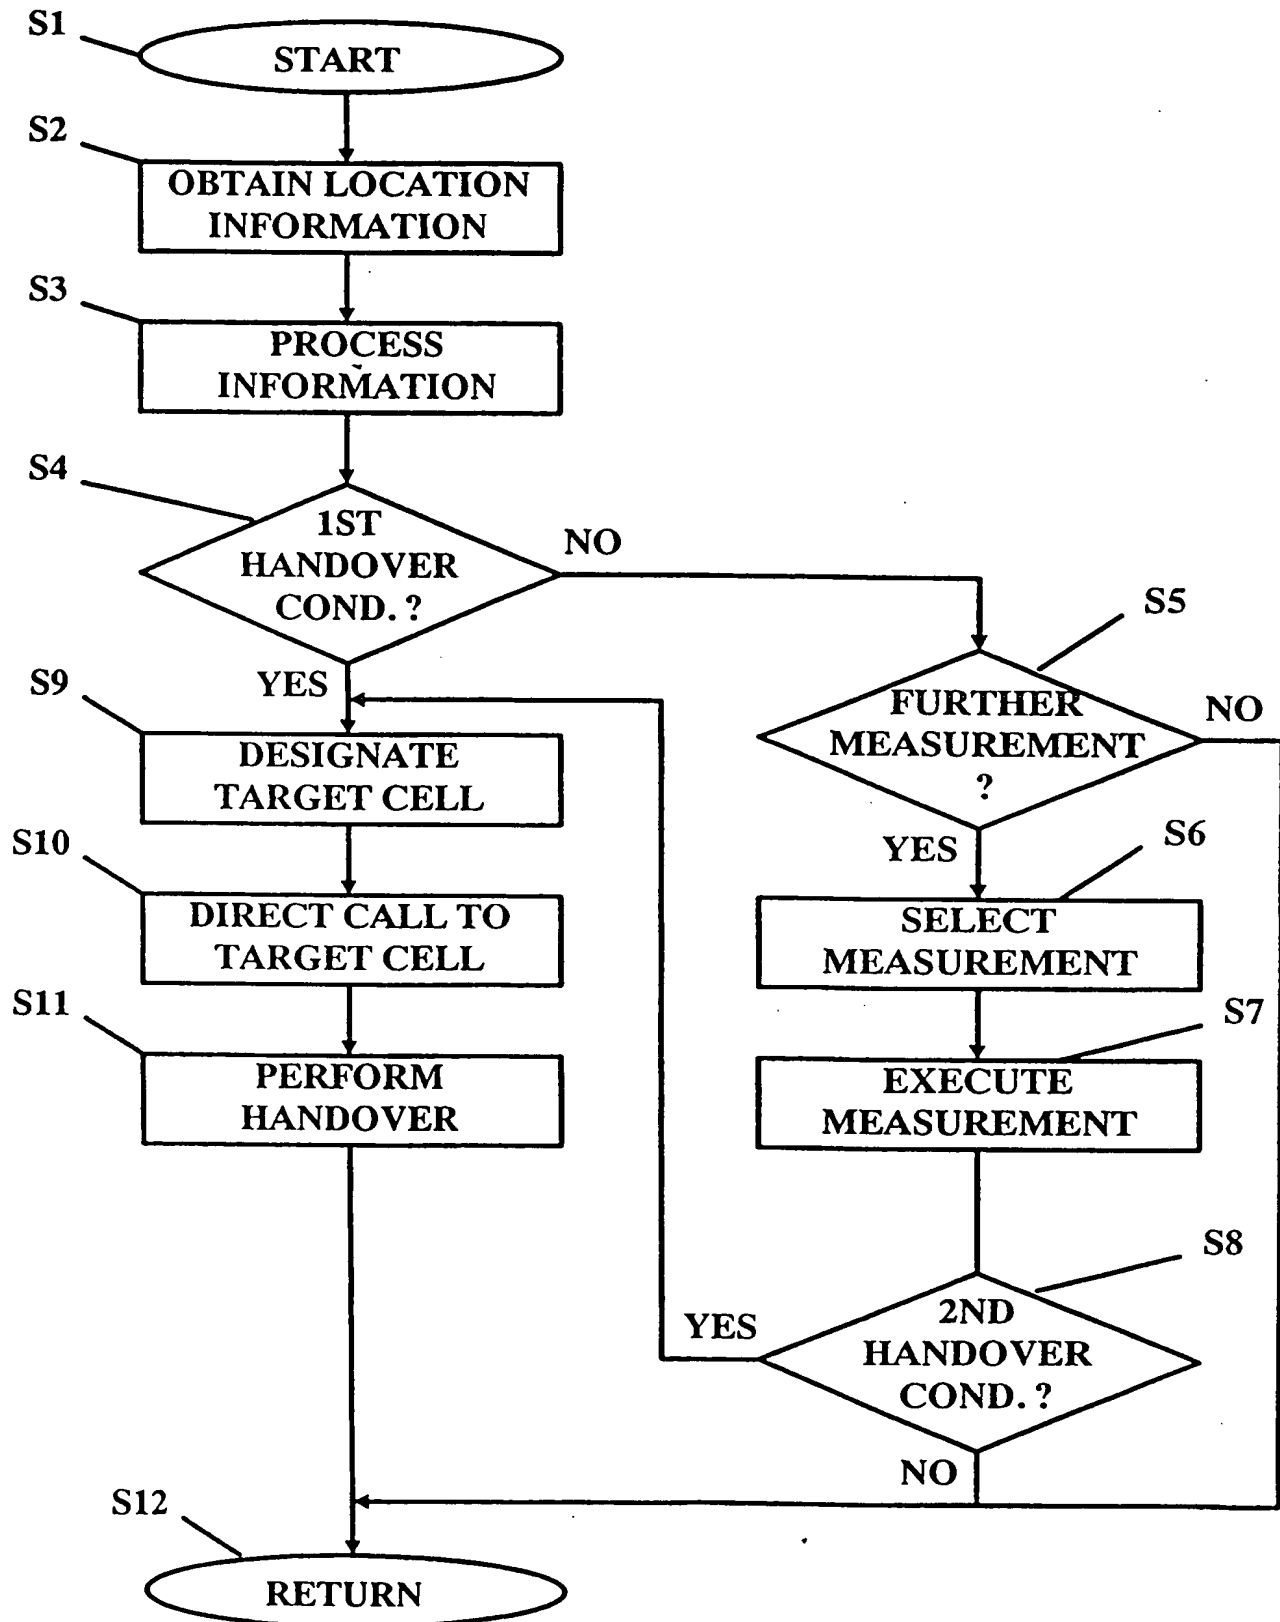 S1
START
S2
OBTAIN LOCATION
INFORMATION
S3
PROCESS
INFORMATION
S4
1ST
HANDOVER
COND. ?
NO
YES
S5
FURTHER
MEASUREMENT
?
NO
YES
S6
SELECT
MEASUREMENT
S7
EXECUTE
MEASUREMENT
S8
2ND
HANDOVER
COND. ?
YES
NO
S9
DESIGNATE
TARGET CELL
S10
DIRECT CALL TO
TARGET CELL
S11
PERFORM
HANDOVER
S12
RETURN